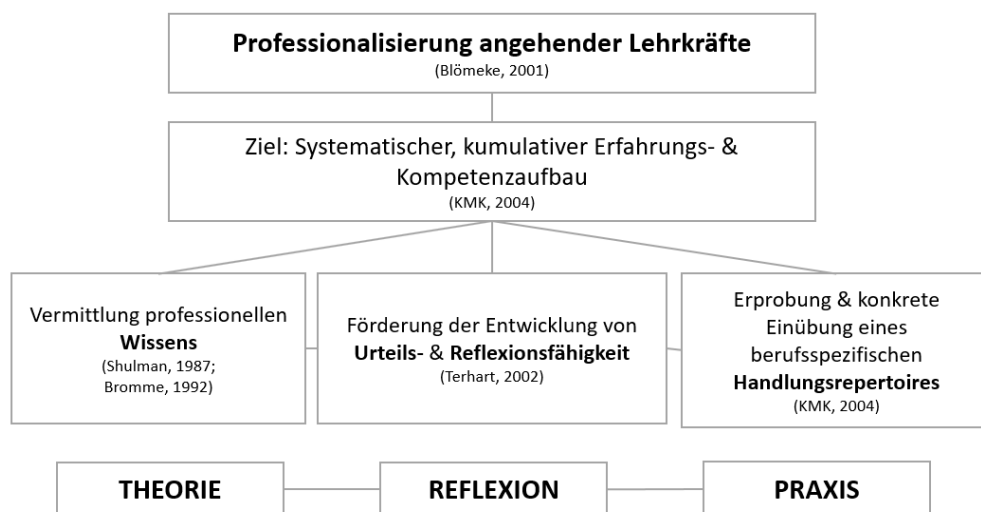 Professionalisierung angehender Lehrkräfte
(Blömeke, 2001)
Ziel: Systematischer, kumulativer Erfahrungs- &
Kompetenzaufbau
(KMK, 2004)
Vermittlung professionellen
Wissens
(Shulman, 1987;
Bromme, 1992)
Förderung der Entwicklung von
Urteils- & Reflexionsfähigkeit
(Terhart, 2002)
Erprobung & konkrete
Einübung eines
berufsspezifischen
Handlungsrepertoires
(KMK, 2004)
THEORIE
REFLEXION
PRAXIS